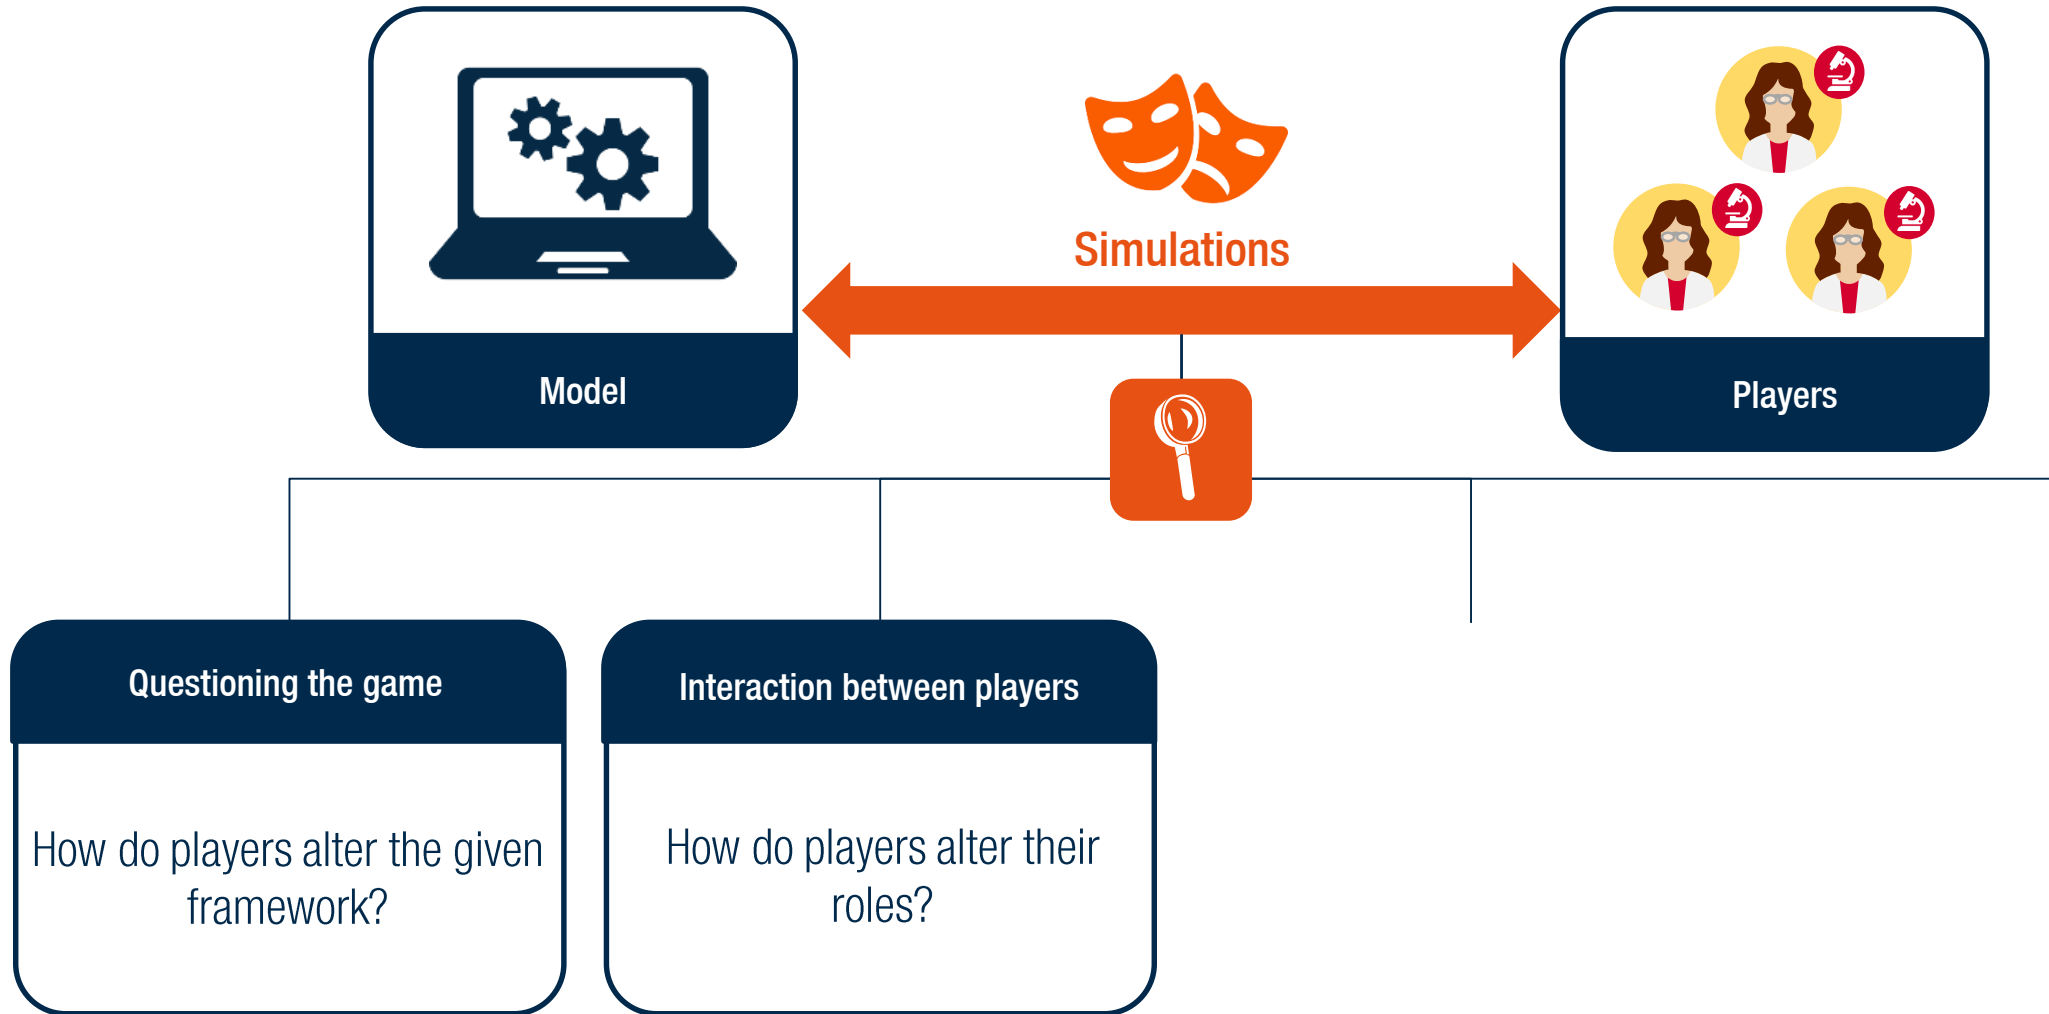 Simulations
Model
Players
Questioning the game
How do players alter the given
framework?
Interaction between players
How do players alter their
roles?